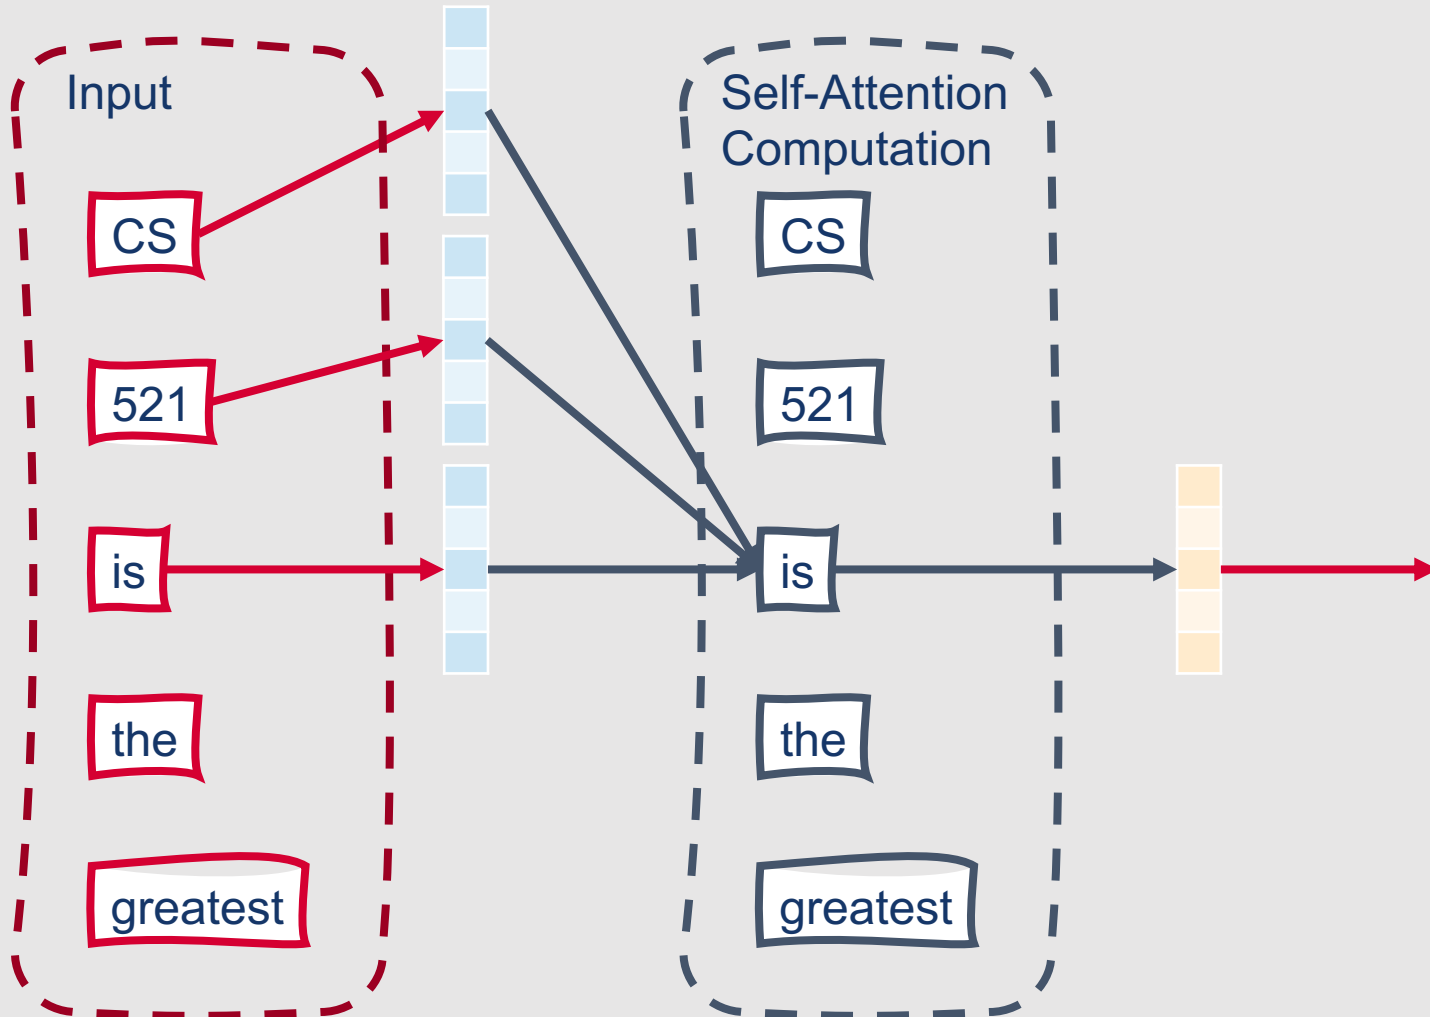 Input
CS
521
is
the
greatest
Self-Attention
Computation
CS
521
is
the
greatest